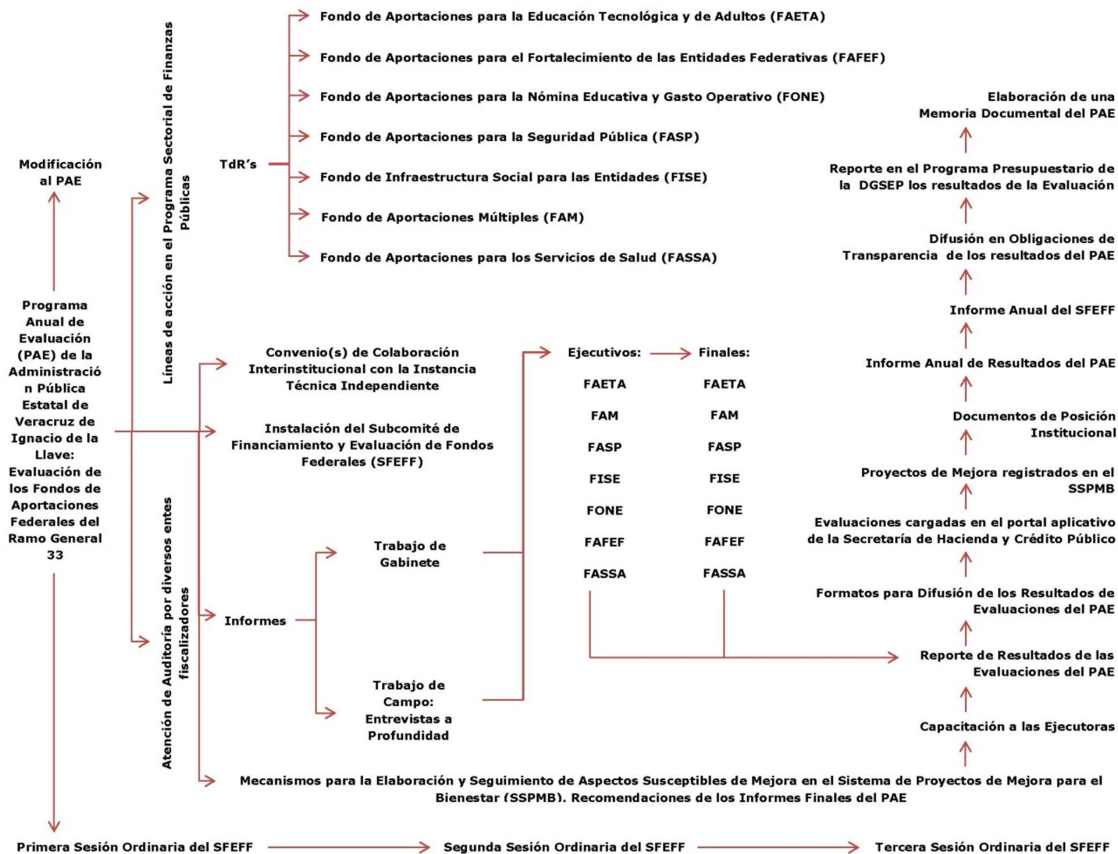 Modificación
al PAE
Programa
Anual de
Evaluación
(PAE) de la
Administració
n Pública
Estatal de
Veracruz de
Ignacio de la
Llave:
Evaluación de
los Fondos de
Aportaciones
Federales del
Ramo General
33
Líneas de acción en el Programa Sectorial de Finanzas
Públicas
Atención de Auditoría por diversos entes
fiscalizadores
TdR's
Fondo de Aportaciones para la Educación Tecnológica y de Adultos (FAETA)
Fondo de Aportaciones para el Fortalecimiento de las Entidades Federativas (FAFEF)
Fondo de Aportaciones para la Nómina Educativa y Gasto Operativo (FONE)
Fondo de Aportaciones para la Seguridad Pública (FASP)
Fondo de Infraestructura Social para las Entidades (FISE)
Fondo de Aportaciones Múltiples (FAM)
Fondo de Aportaciones para los Servicios de Salud (FASSA)
Convenio(s) de Colaboración
Interinstitucional con la Instancia
Técnica Independiente
Instalación del Subcomité de
Financiamiento y Evaluación de Fondos
Federales (SFEFF)
Informes
Trabajo de
Gabinete
Trabajo de
Campo:
Entrevistas a
Profundidad
Ejecutivos:
FAETA
FAM
FASP
FISE
FONE
FAFEF
FASSA
Finales:
FAETA
FAM
FASP
FISE
FONE
FAFEF
FASSA
Elaboración de una
Memoria Documental del PAE
Reporte en el Programa Presupuestario de
la DGSEP los resultados de la Evaluación
Difusión en Obligaciones de
Transparencia de los resultados del PAE
Informe Anual del SFEFF
Informe Anual de Resultados del PAE
Documentos de Posición
Institucional
Proyectos de Mejora registrados en el
SSPMB
Evaluaciones cargadas en el portal aplicativo
de la Secretaría de Hacienda y Crédito Público
Formatos para Difusión de los Resultados de
Evaluaciones del PAE
Reporte de Resultados de las
Evaluaciones del PAE
Capacitación a las Ejecutoras
Mecanismos para la Elaboración y Seguimiento de Aspectos Susceptibles de Mejora en el Sistema de Proyectos de Mejora para el
Bienestar (SSPMB). Recomendaciones de los Informes Finales del PAE
Primera Sesión Ordinaria del SFEFF
Segunda Sesión Ordinaria del SFEFF
Tercera Sesión Ordinaria del SFEFF